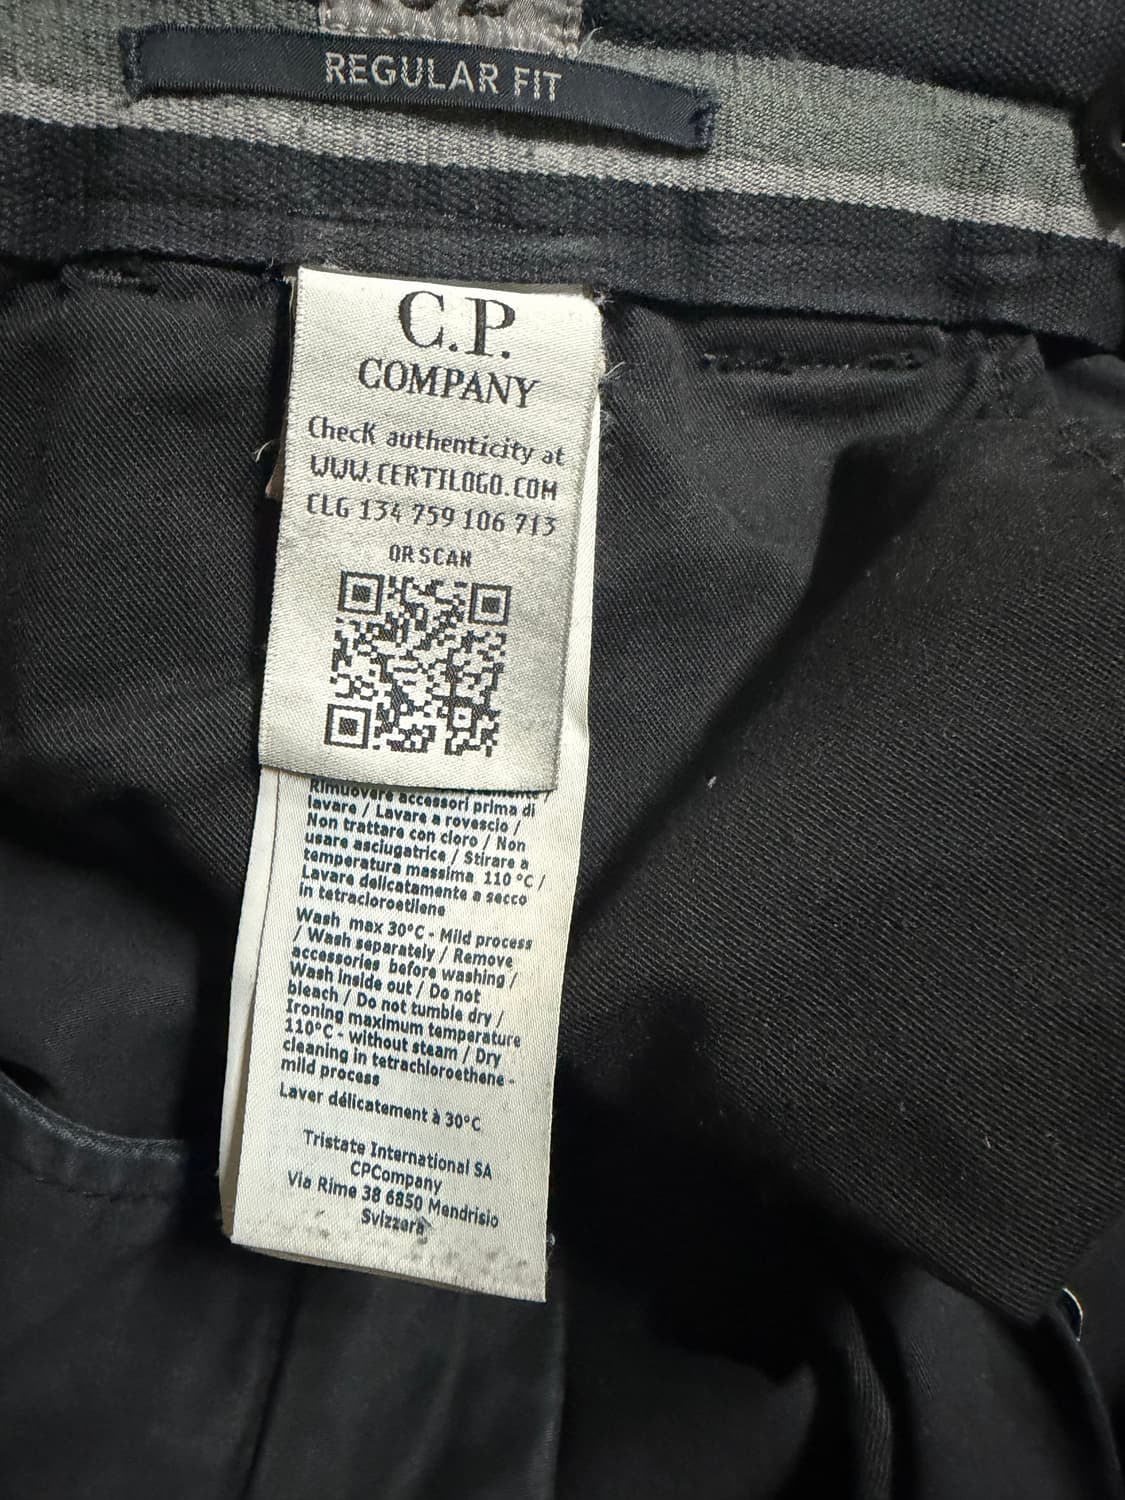 REGULAR FIT
C.P.
COMPANY
Check authenticity at
WWW.CERTILOGO.COM
CLG 134 759 106 713
OR SCAN
Rimuovere accessori prima di
lavare / Lavare a rovescio /
Non trattare con cloro / Non
usare asciugatrice / Stirare a
temperatura massima 110 °C /
Lavare delicatamente a secco
in tetracloroetilene
Wash max 30°C - Mild process
/ Wash separately / Remove
accessories before washing /
Wash inside out / Do not
bleach / Do not tumble dry /
Ironing maximum temperature
110°C - without steam / Dry
cleaning in tetrachloroethene -
mild process
Laver délicatement à 30°C
Tristate International SA
CPCompany
Via Rime 38 6850 Mendrisio
Svizzera